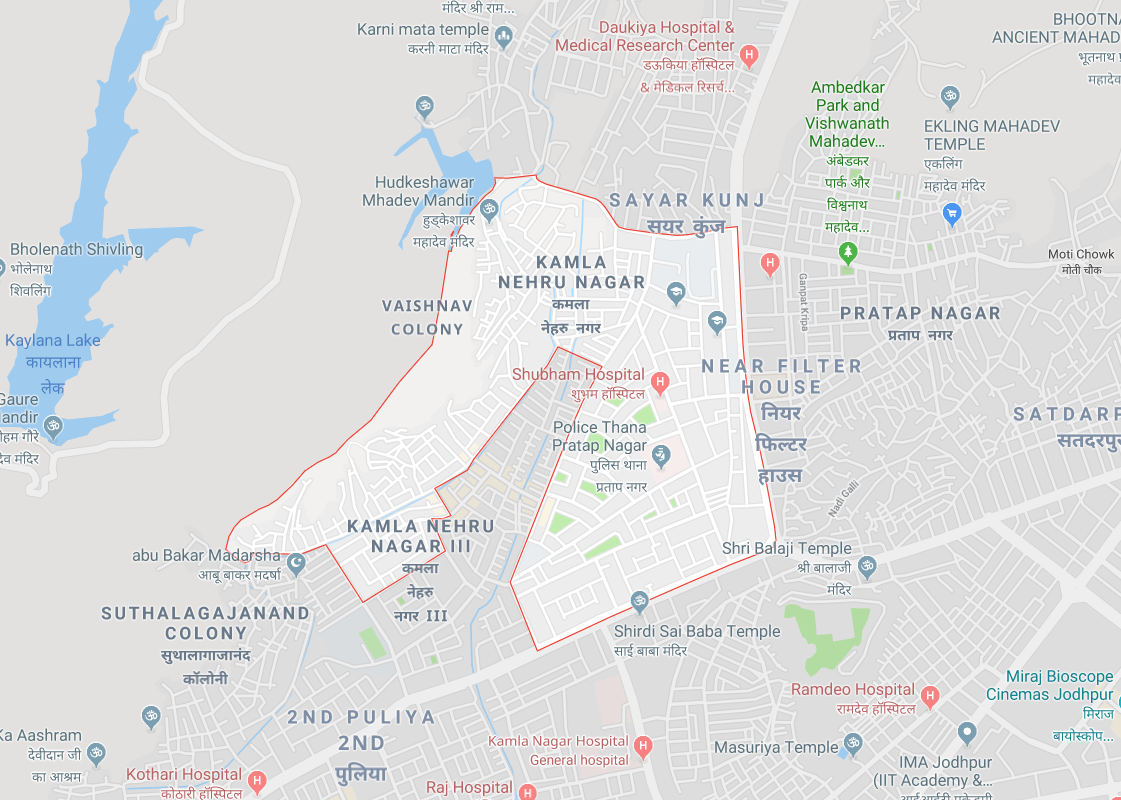 मंदिर श्री राम...
Karni mata temple
करनी माटा मंदिर
Daukiya Hospital &
Medical Research Center
डऊकिया हॉस्पिटल
& मेडिकल रिसर्च...
ANCIENT MAHAD
भूतनाथ
महादेव
Ambedkar
Park and
Vishwanath
Mahadev...
अंबेडकर
पार्क और
विश्वनाथ
महादेव...
EKLING MAHADEV
TEMPLE
एकलिंग
महादेव मंदिर
Hudkeshawar
Mhadev Mandir
हुड्केशावर
महादेव मंदिर
SAYAR KUNJ
सयर कुंज
Bholenath Shivling
भोलेनाथ
शिवलिंग
KAMLA
NEHRU NAGAR
कमला
नेहरु नगर
Moti Chowk
मोती चौक
Ganpat Kripa
VAISHNAV
COLONY
PRATAP NAGAR
प्रताप नगर
Kaylana Lake
कायलाना
लेक
Shubham Hospital
शुभम हॉस्पिटल
NEAR FILTER
HOUSE
नियर
फिल्टर
हाउस
Gaure
andir
गौरे
मंदिर
SATDARP
सतदरपु
Police Thana
Pratap Nagar
पुलिस थाना
प्रताप नगर
Nadi Galli
KAMLA NEHRU
NAGAR III
कमला
नेहरु
नगर III
abu Bakar Madarsha
आबू बाकर मदर्षा
Shri Balaji Temple
श्री बालाजी
मंदिर
SUTHALAGAJANAND
COLONY
सुथालागाजानंद
कॉलोनी
Shirdi Sai Baba Temple
साई बाबा मंदिर
Miraj Bioscope
Cinemas Jodhpur
मिराज
बायोस्कोप...
Ramdeo Hospital
रामदेव हॉस्पिटल
2ND PULIYA
2ND
पुलिया
Ka Aashram
देवीदान जी
का आश्रम
Kamla Nagar Hospital
General hospital
Masuriya Temple
IMA Jodhpur
(IIT Academy &...
Kothari Hospital
कोठारी हॉस्पिटल
Raj Hospital